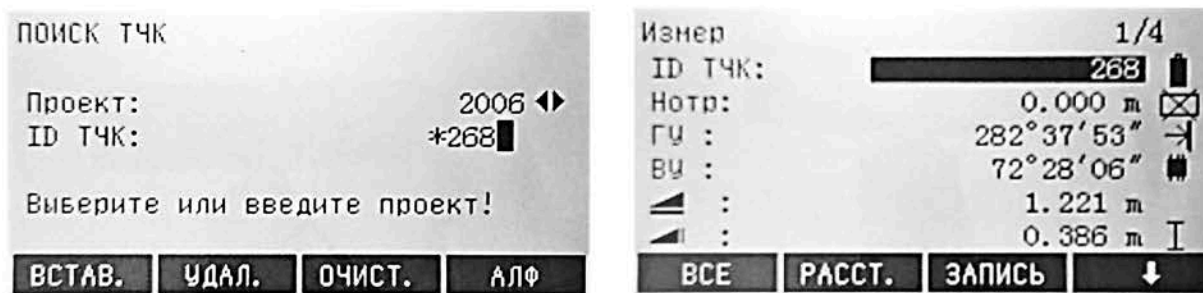 ПОИСК ТЧК
Проект: 2006
ID ТЧК: *268
Выберите или введите проект!
ВСТАВ. УДАЛ. ОЧИСТ. АЛФ
Измер 1/4
ID ТЧК: 268
Hотр: 0.000 m
ГУ : 282°37'53"
ВУ : 72°28'06"
: 1.221 m
: 0.386 m
ВСЕ РАССТ. ЗАПИСЬ